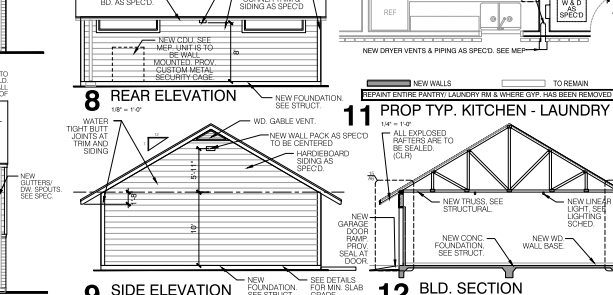 BD. AS SPEC'D.
SIDING AS SPEC'D
NEW CDU. SEE
MEP. UNIT IS TO
BE WALL
MOUNTED. PROV.
CUSTOM METAL
SECURITY CAGE.
8'
8 REAR ELEVATION
1/8" = 1'-0"
NEW FOUNDATION.
SEE STRUCT.
REF
W & D
AS
SPEC'D
NEW DRYER VENTS & PIPING AS SPEC'D. SEE MEP
NEW WALLS
TO REMAIN
REPAINT ENTIRE PANTRY/ LAUNDRY RM & WHERE GYP. HAS BEEN REMOVED
11 PROP TYP. KITCHEN - LAUNDRY
1/4" = 1'-0"
NEW
GUTTERS/
DW. SPOUTS.
SEE SPEC.
WATER
TIGHT BUTT
JOINTS AT
TRIM AND
SIDING
12
WD. GABLE VENT.
NEW WALL PACK AS SPEC'D
TO BE CENTERED
HARDIEBOARD
SIDING AS
SPEC'D.
5'-11"
1'-8"
10'
NEW
FOUNDATION.
SEE STRUCT.
SEE DETAILS
FOR MIN. SLAB
GRADE
9 SIDE ELEVATION
ALL EXPLOSED
RAFTERS ARE TO
BE SEALED.
(CLR)
NEW TRUSS, SEE
STRUCTURAL.
NEW LINEAR
LIGHT, SEE
LIGHTING
SCHED.
NEW
GARAGE
DOOR
RAMP.
PROV.
SEAL AT
DOOR.
NEW CONC.
FOUNDATION,
SEE STRUCT.
NEW WD.
WALL BASE.
12 BLD. SECTION